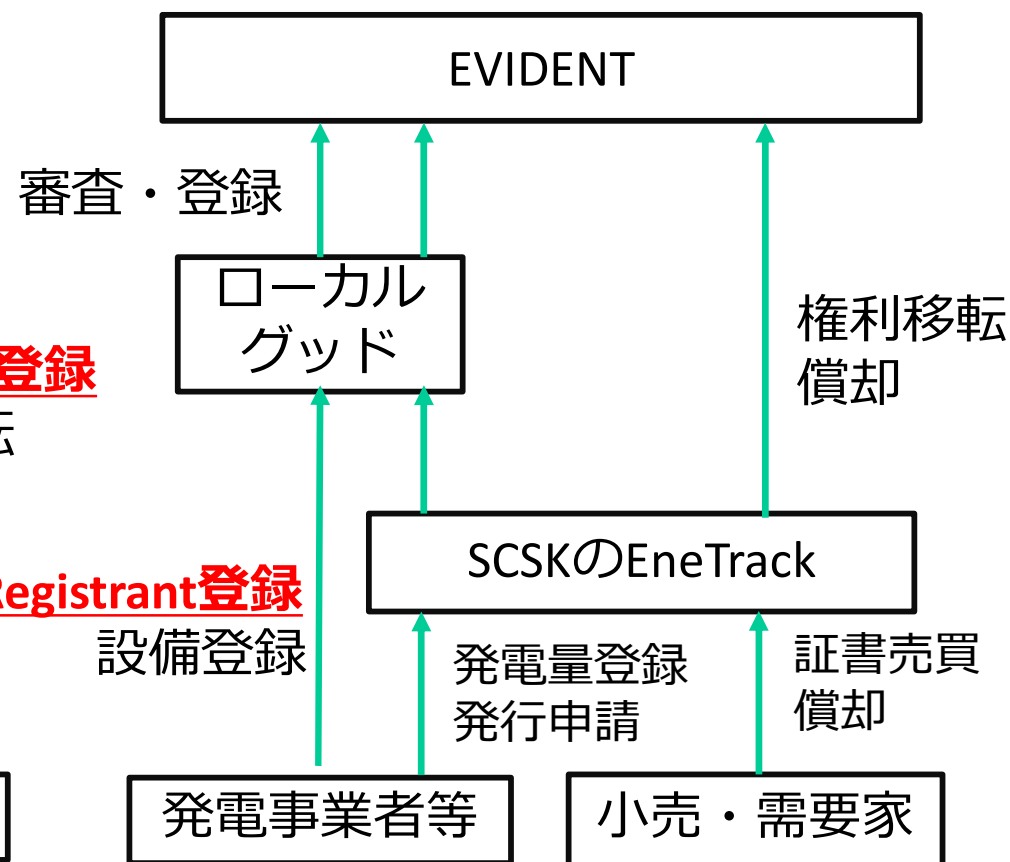 EVIDENT
審査・登録
ローカル
グッド
権利移転
償却
登録
SCSKのEneTrack
Registrant登録
設備登録
発電量登録
発行申請
証書売買
償却
発電事業者等
小売・需要家